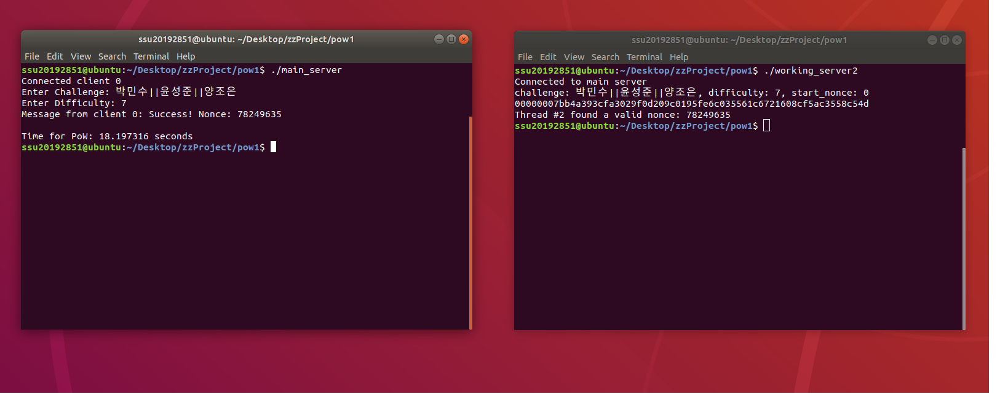 ssu20192851@ubuntu: ~/Desktop/zzProject/pow1
File Edit View Search Terminal Help
ssu20192851@ubuntu:~/Desktop/zzProject/pow1$ ./main_server
Connected client 0
Enter Challenge: 박민수||윤성준||양조은
Enter Difficulty: 7
Message from client 0: Success! Nonce: 78249635
Time for PoW: 18.197316 seconds
ssu20192851@ubuntu:~/Desktop/zzProject/pow1$
ssu20192851@ubuntu: ~/Desktop/zzProject/pow1
File Edit View Search Terminal Help
ssu20192851@ubuntu:~/Desktop/zzProject/pow1$ ./working_server2
Connected to main server
challenge: 박민수||윤성준||양조은, difficulty: 7, start_nonce: 0
00000007bb4a393cfa3029f0d209c0195fe6c035561c6721608cf5ac3558c54d
Thread #2 found a valid nonce: 78249635
ssu20192851@ubuntu:~/Desktop/zzProject/pow1$